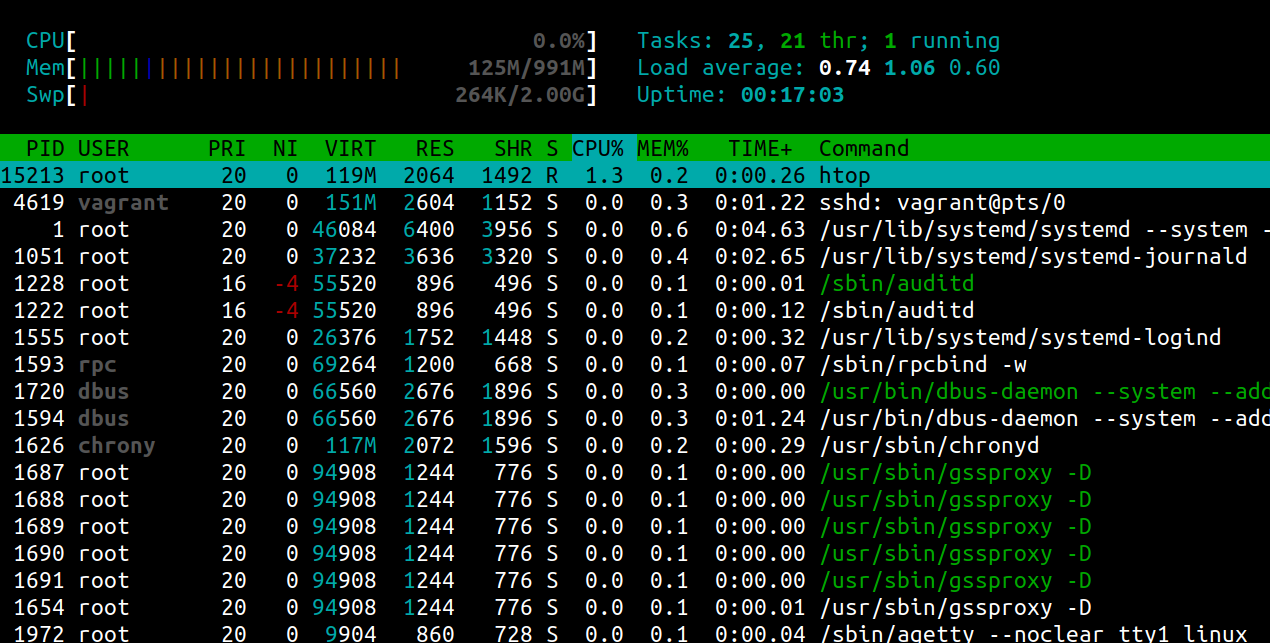 CPU[ 0.0%] Tasks: 25, 21 thr; 1 running
Mem[||||||||||||||||||||||||| 125M/991M] Load average: 0.74 1.06 0.60
Swp[| 264K/2.00G] Uptime: 00:17:03
PID USER PRI NI VIRT RES SHR S CPU% MEM% TIME+ Command
15213 root 20 0 119M 2064 1492 R 1.3 0.2 0:00.26 htop
4619 vagrant 20 0 151M 2604 1152 S 0.0 0.3 0:01.22 sshd: vagrant@pts/0
1 root 20 0 46084 6400 3956 S 0.0 0.6 0:04.63 /usr/lib/systemd/systemd --system -
1051 root 20 0 37232 3636 3320 S 0.0 0.4 0:02.65 /usr/lib/systemd/systemd-journald
1228 root 16 -4 55520 896 496 S 0.0 0.1 0:00.01 /sbin/auditd
1222 root 16 -4 55520 896 496 S 0.0 0.1 0:00.12 /sbin/auditd
1555 root 20 0 26376 1752 1448 S 0.0 0.2 0:00.32 /usr/lib/systemd/systemd-logind
1593 rpc 20 0 69264 1200 668 S 0.0 0.1 0:00.07 /sbin/rpcbind -w
1720 dbus 20 0 66560 2676 1896 S 0.0 0.3 0:00.00 /usr/bin/dbus-daemon --system --add
1594 dbus 20 0 66560 2676 1896 S 0.0 0.3 0:01.24 /usr/bin/dbus-daemon --system --add
1626 chrony 20 0 117M 2072 1596 S 0.0 0.2 0:00.29 /usr/sbin/chronyd
1687 root 20 0 94908 1244 776 S 0.0 0.1 0:00.00 /usr/sbin/gssproxy -D
1688 root 20 0 94908 1244 776 S 0.0 0.1 0:00.00 /usr/sbin/gssproxy -D
1689 root 20 0 94908 1244 776 S 0.0 0.1 0:00.00 /usr/sbin/gssproxy -D
1690 root 20 0 94908 1244 776 S 0.0 0.1 0:00.00 /usr/sbin/gssproxy -D
1691 root 20 0 94908 1244 776 S 0.0 0.1 0:00.00 /usr/sbin/gssproxy -D
1654 root 20 0 94908 1244 776 S 0.0 0.1 0:00.01 /usr/sbin/gssproxy -D
1972 root 20 0 9904 860 728 S 0.0 0.1 0:00.04 /sbin/agetty --noclear tty1 linux